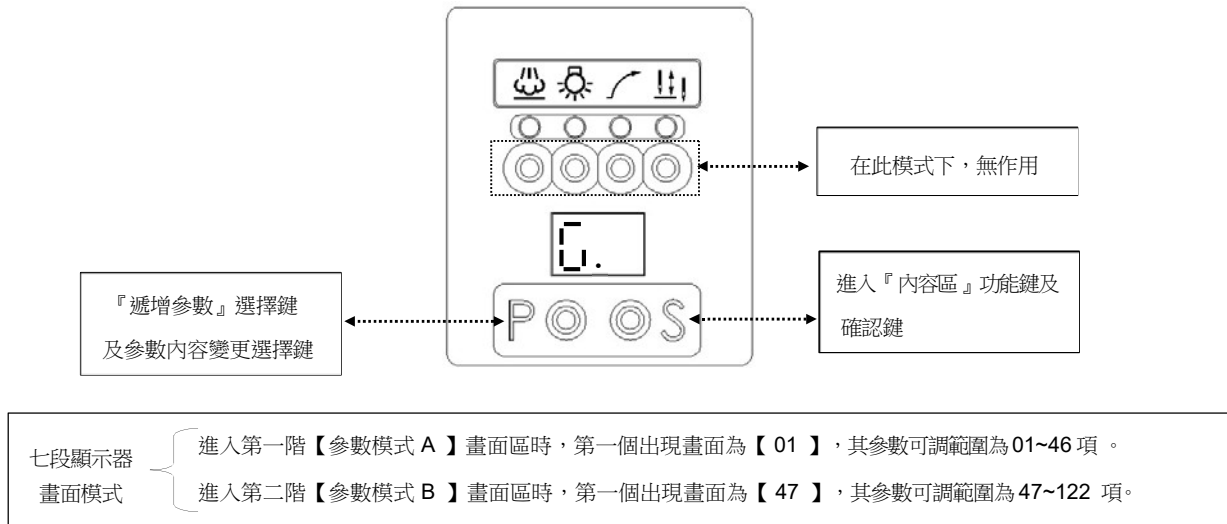 在此模式下,無作用
G.
『遞增參數』選擇鍵
及參數內容變更選擇鍵
進入『內容區』功能鍵及
確認鍵
P S
七段顯示器
畫面模式
進入第一階【參數模式 A 】畫面區時,第一個出現畫面為【 01 】,其參數可調範圍為01~46 項 。
進入第二階【參數模式 B 】畫面區時,第一個出現畫面為【 47 】,其參數可調範圍為47~122 項。